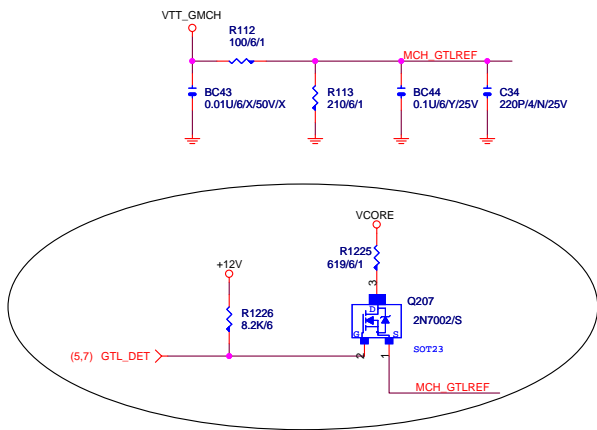 VTT_GMCH
R112
100/6/1
MCH_GTLREF
BC43
0.01U/6/X/50V/X
R113
210/6/1
BC44
0.1U/6/Y/25V
C34
220P/4/N/25V
VCORE
R1225
619/6/1
+12V
3
Q207
D
R1226
8.2K/6
2N7002/S
G
S
SOT23
(5,7) GTL_DET
2
1
MCH_GTLREF